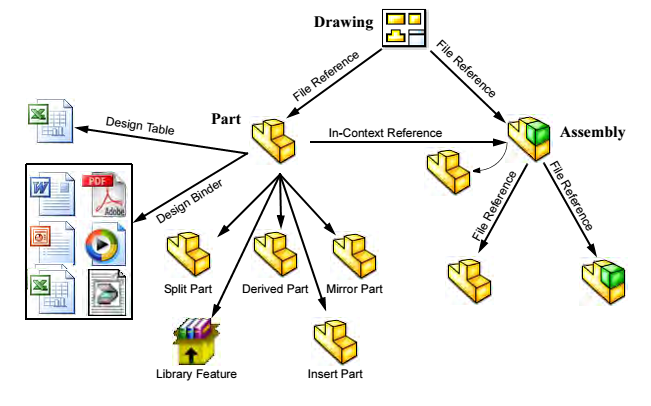 Drawing
File Reference
File Reference
Part
Design Table
In-Context Reference
Assembly
PDF
Adobe
Design Binder
File Reference
File Reference
Split Part
Derived Part
Mirror Part
Library Feature
Insert Part